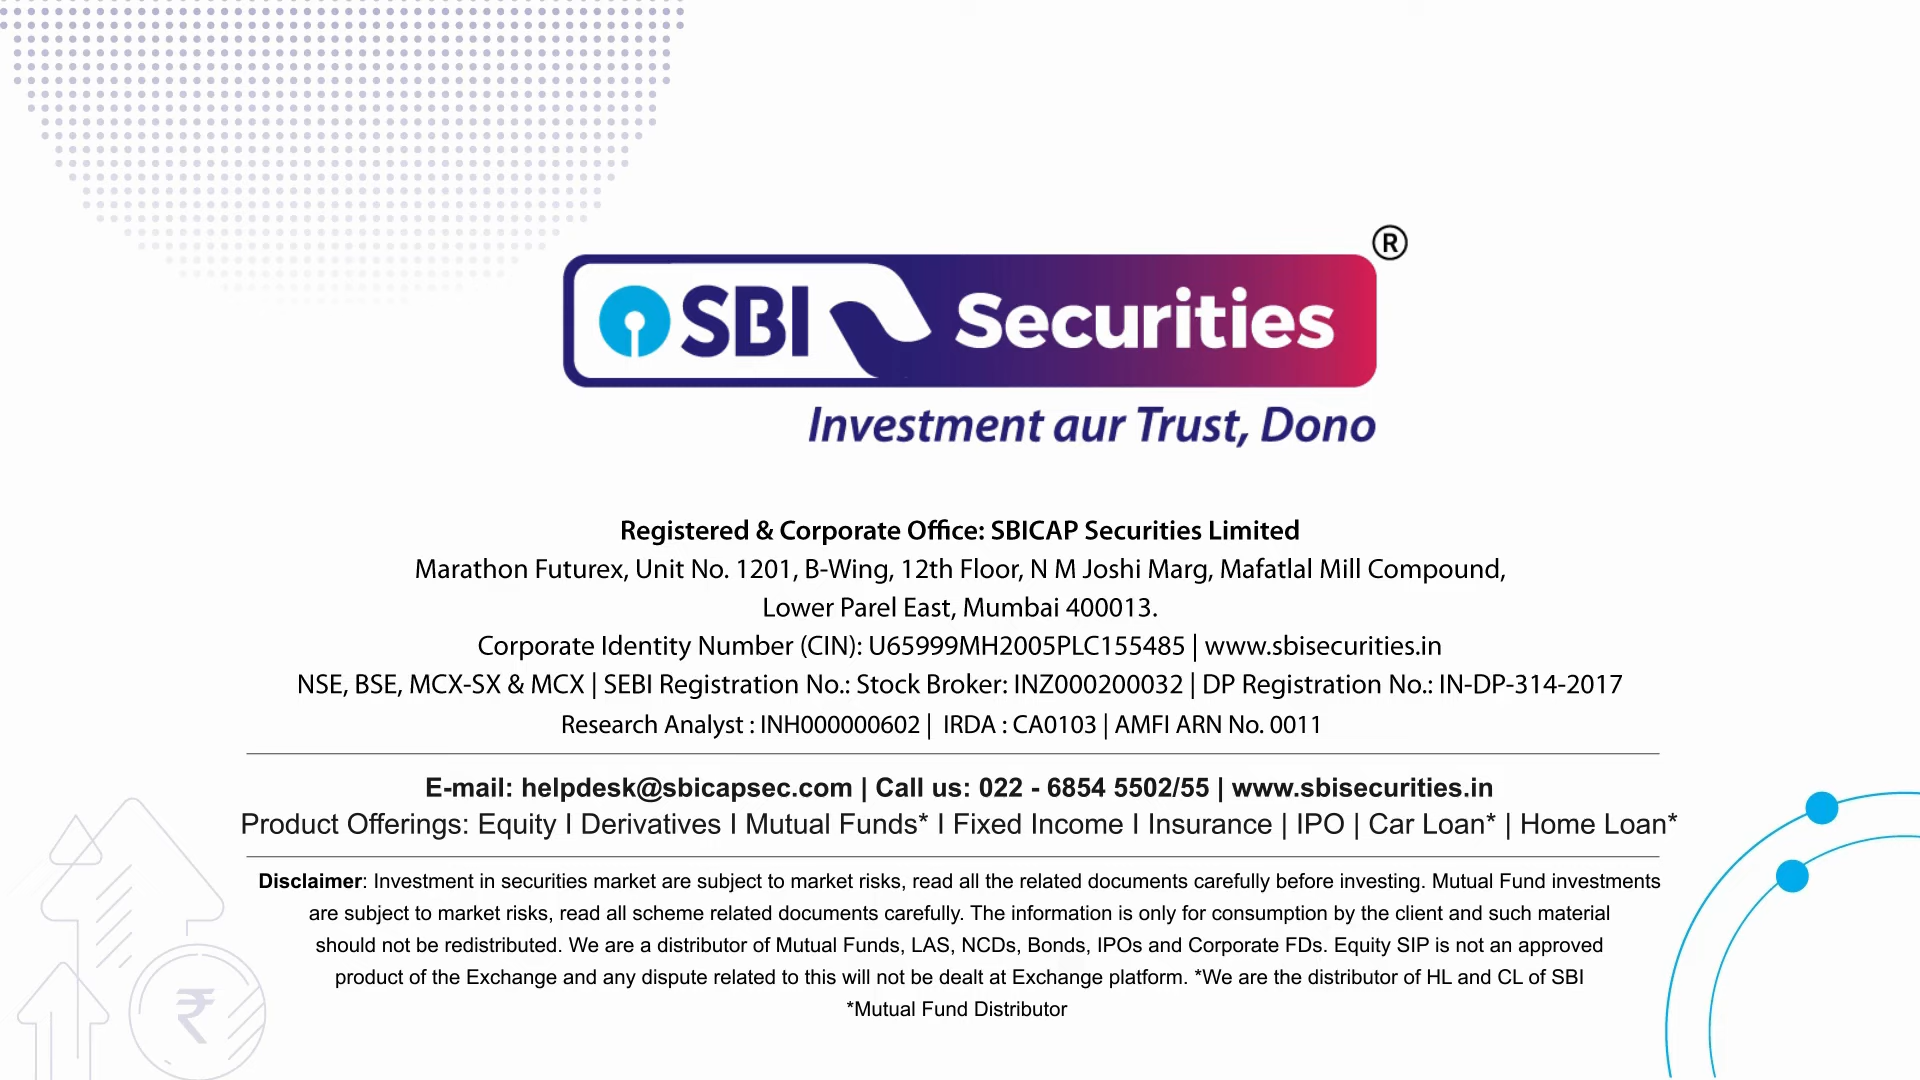 ®
SBI Securities
Investment aur Trust, Dono
Registered & Corporate Office: SBICAP Securities Limited
Marathon Futurex, Unit No. 1201, B-Wing, 12th Floor, N M Joshi Marg, Mafatlal Mill Compound,
Lower Parel East, Mumbai 400013.
Corporate Identity Number (CIN): U65999MH2005PLC155485 | www.sbisecurities.in
NSE, BSE, MCX-SX & MCX | SEBI Registration No.: Stock Broker: INZ000200032 | DP Registration No.: IN-DP-314-2017
Research Analyst : INH000000602 | IRDA : CA0103 | AMFI ARN No. 0011
E-mail: helpdesk@sbicapsec.com | Call us: 022 - 6854 5502/55 | www.sbisecurities.in
Product Offerings: Equity I Derivatives I Mutual Funds* I Fixed Income I Insurance | IPO | Car Loan* | Home Loan*
Disclaimer: Investment in securities market are subject to market risks, read all the related documents carefully before investing. Mutual Fund investments
are subject to market risks, read all scheme related documents carefully. The information is only for consumption by the client and such material
should not be redistributed. We are a distributor of Mutual Funds, LAS, NCDs, Bonds, IPOs and Corporate FDs. Equity SIP is not an approved
product of the Exchange and any dispute related to this will not be dealt at Exchange platform. *We are the distributor of HL and CL of SBI
*Mutual Fund Distributor
₹